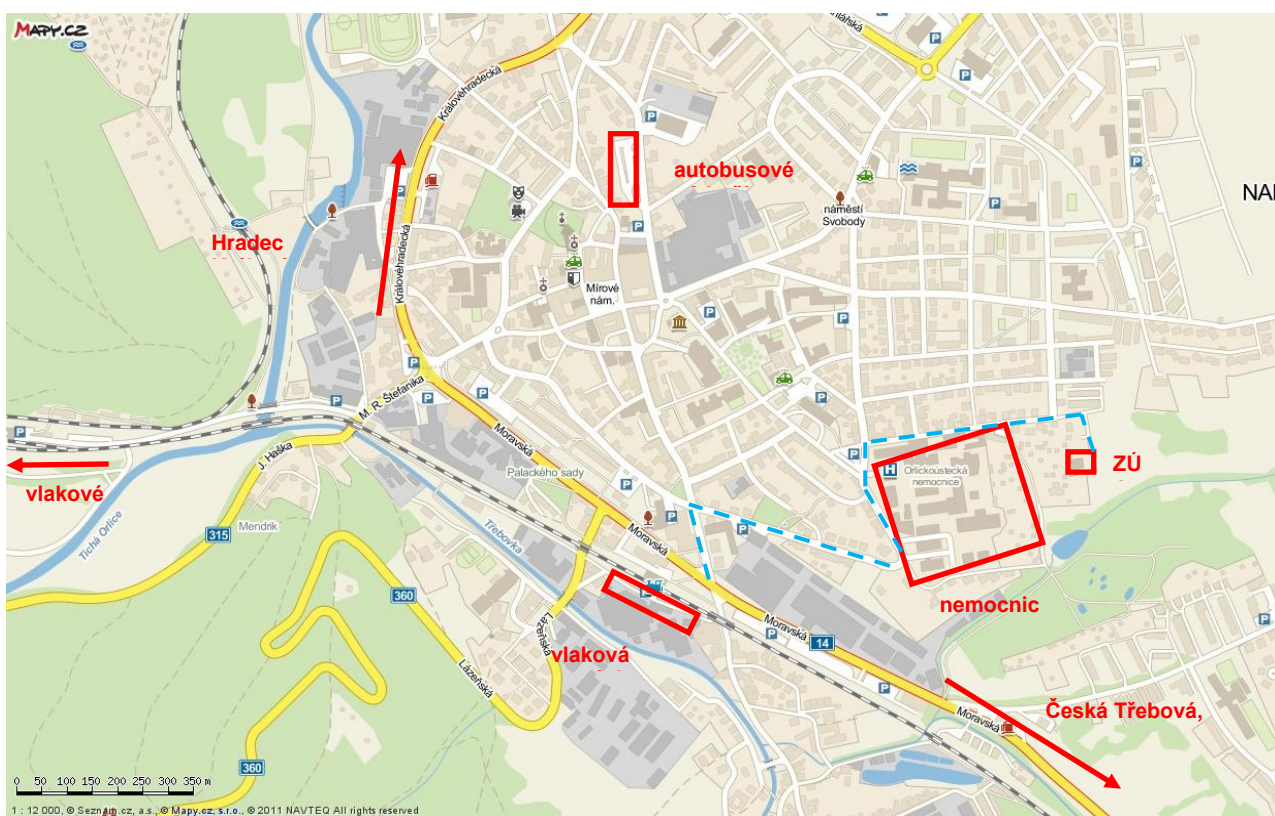 MAPY.CZ
Královéhradecká
autobusové
náměstí
Svobody
Hradec
Královéhradecká
Mírové
nám.
M. R. Štefánika
J. Haška
Moravská
Palackého sady
Orlickoústecká
nemocnice
ZÚ
vlakové
Tichá Orlice
Mendrik
315
Třebovka
Moravská
360
nemocnic
Lázeňská
vlaková
Moravská
14
Lázeňská
Česká Třebová,
Moravská
360
0 50 100 150 200 250 300 350 m
1 : 12 000, © Seznam.cz, a.s., © Mapy.cz, s.r.o., © 2011 NAVTEQ All rights reserved